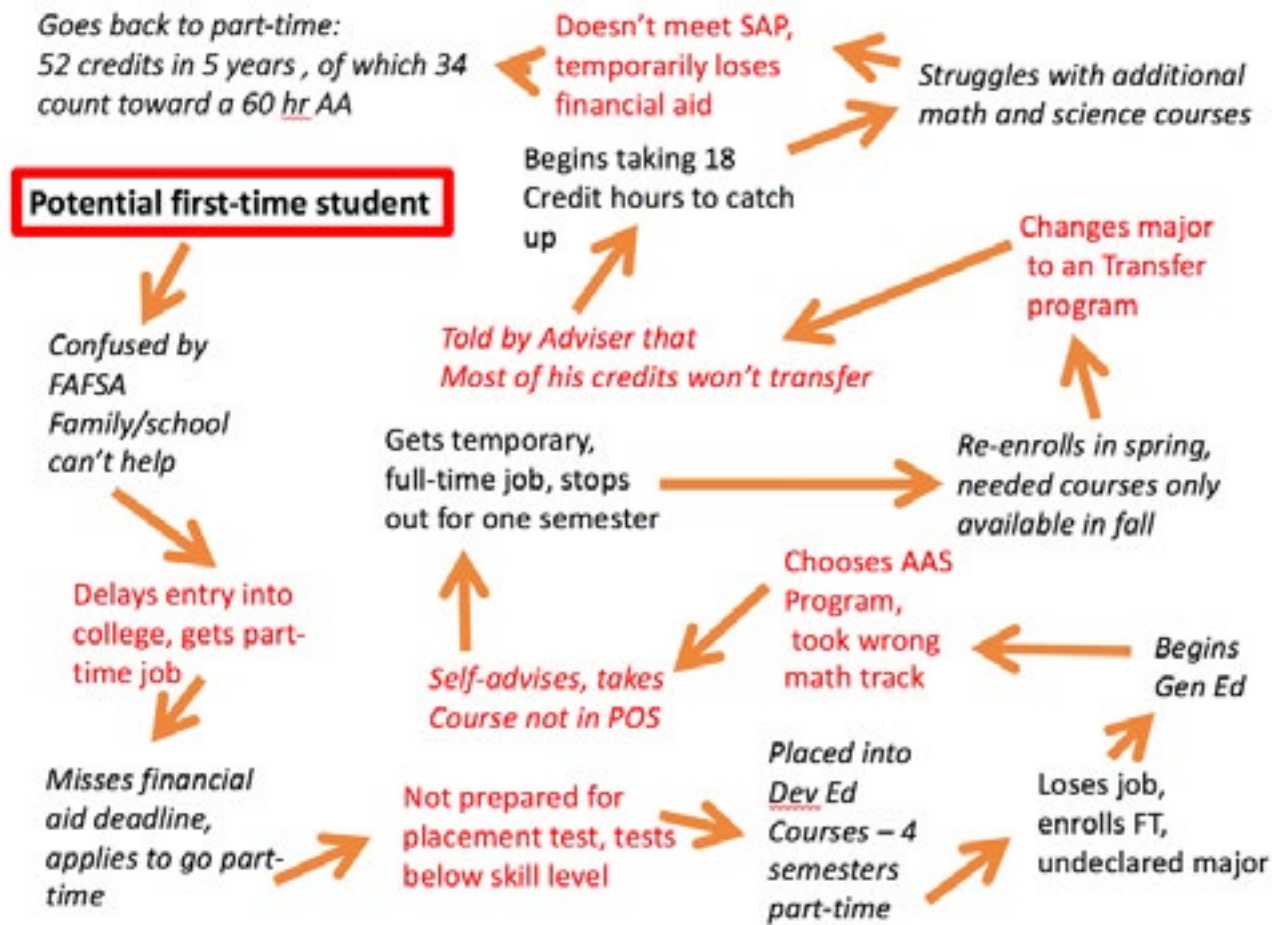 Goes back to part-time:
52 credits in 5 years , of which 34
count toward a 60 hr AA
Doesn't meet SAP,
temporarily loses
financial aid
Struggles with additional
math and science courses
Begins taking 18
Credit hours to catch
up
Potential first-time student
Changes major
to an Transfer
program
Told by Adviser that
Most of his credits won't transfer
Confused by
FAFSA
Family/school
can't help
Gets temporary,
full-time job, stops
out for one semester
Re-enrolls in spring,
needed courses only
available in fall
Delays entry into
college, gets part-
time job
Chooses AAS
Program,
took wrong
math track
Begins
Gen Ed
Self-advises, takes
Course not in POS
Misses financial
aid deadline,
applies to go part-
time
Not prepared for
placement test, tests
below skill level
Placed into
Dev Ed
Courses – 4
semesters
part-time
Loses job,
enrolls FT,
undeclared major